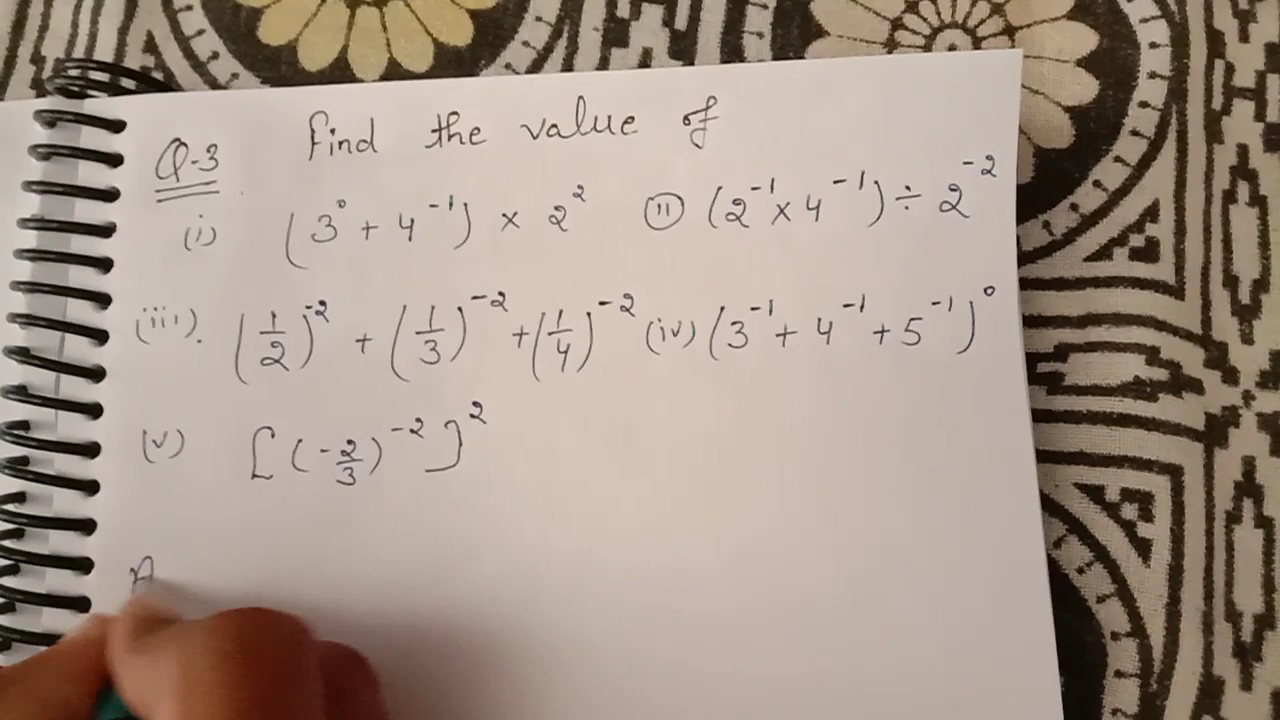 Q-3 Find the value of
(i) (3⁰ + 4⁻¹) × 2² (ii) (2⁻¹ × 4⁻¹) ÷ 2⁻²
(iii). (1/2)⁻² + (1/3)⁻² + (1/4)⁻² (iv) (3⁻¹ + 4⁻¹ + 5⁻¹)⁰
(v) [(-2/3)⁻²]²
A